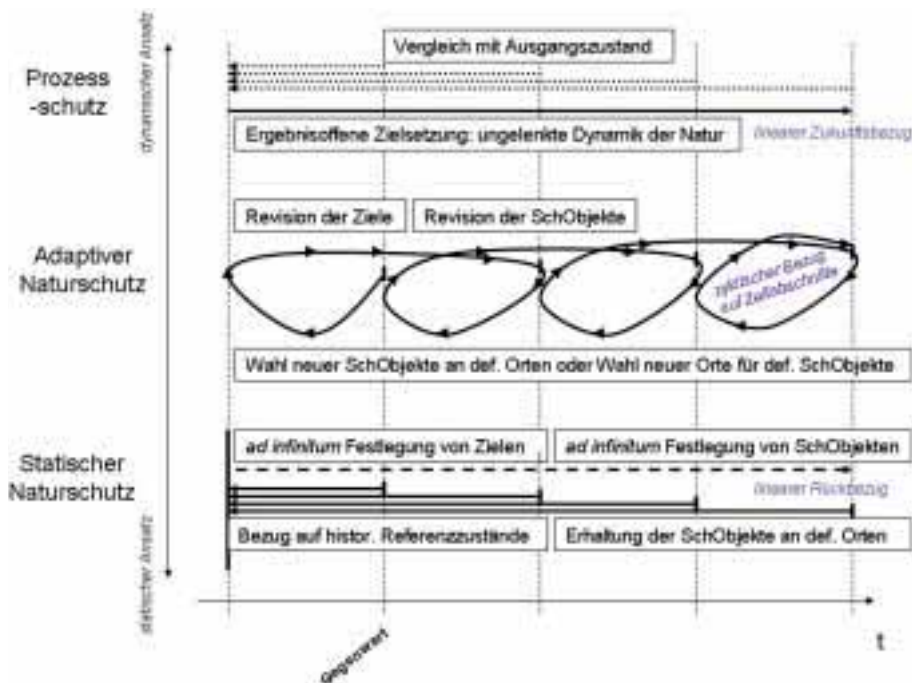 dynamischer Ansatz
Vergleich mit Ausgangszustand
Prozess
-schutz
Ergebnisoffene Zielsetzung: ungelenkte Dynamik der Natur
linearer Zukunftsbezug
Revision der Ziele
Revision der SchObjekte
Adaptiver
Naturschutz
zyklischer Bezug
auf Zeitabschnitte
Wahl neuer SchObjekte an def. Orten oder Wahl neuer Orte für def. SchObjekte
ad infinitum Festlegung von Zielen
ad infinitum Festlegung von SchObjekten
Statischer
Naturschutz
linearer Rückbezug
Bezug auf histor. Referenzzustände
Erhaltung der SchObjekte an def. Orten
statischer Ansatz
t
Gegenwart